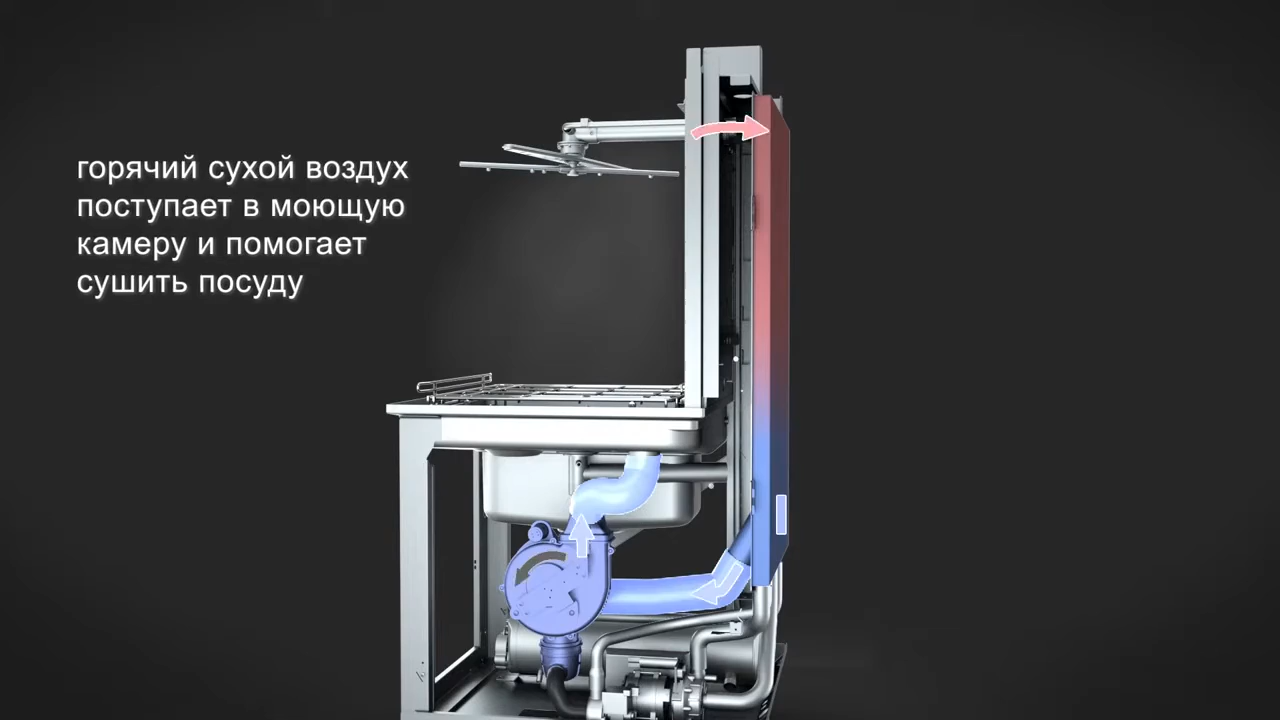 горячий сухой воздух
поступает в моющую
камеру и помогает
сушить посуду